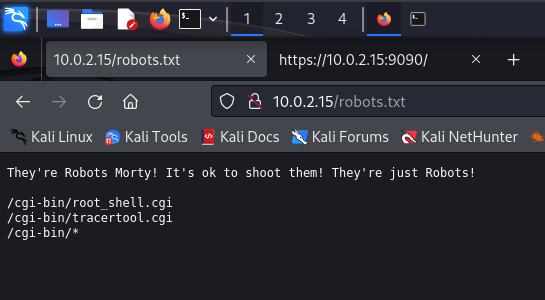 1 2 3 4
10.0.2.15/robots.txt https://10.0.2.15:9090/
10.0.2.15/robots.txt
Kali Linux Kali Tools Kali Docs Kali Forums Kali NetHunter
They're Robots Morty! It's ok to shoot them! They're just Robots!
/cgi-bin/root_shell.cgi
/cgi-bin/tracertool.cgi
/cgi-bin/*